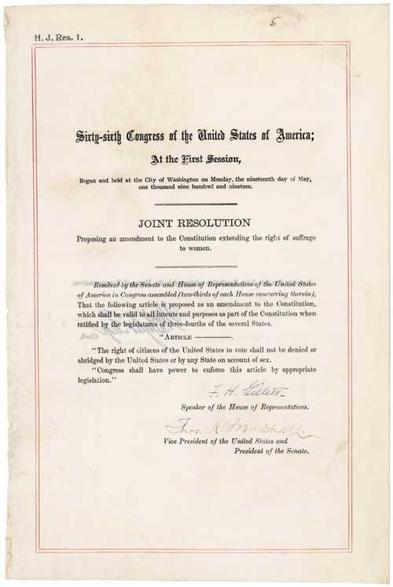 5
H. J. Res. 1.
Sixty-sixth Congress of the United States of America;
At the First Session,
Begun and held at the City of Washington on Monday, the nineteenth day of May,
one thousand nine hundred and nineteen.
JOINT RESOLUTION
Proposing an amendment to the Constitution extending the right of suffrage
to women.
Resolved by the Senate and House of Representatives of the United States
of America in Congress assembled (two-thirds of each House concurring therein),
That the following article is proposed as an amendment to the Constitution,
which shall be valid to all intents and purposes as part of the Constitution when
ratified by the legislatures of three-fourths of the several States.
"ARTICLE ————.
"The right of citizens of the United States to vote shall not be denied or
abridged by the United States or by any State on account of sex.
"Congress shall have power to enforce this article by appropriate
legislation."
F. H. Gillett
Speaker of the House of Representatives.
Thos. R. Marshall.
Vice President of the United States and
President of the Senate.